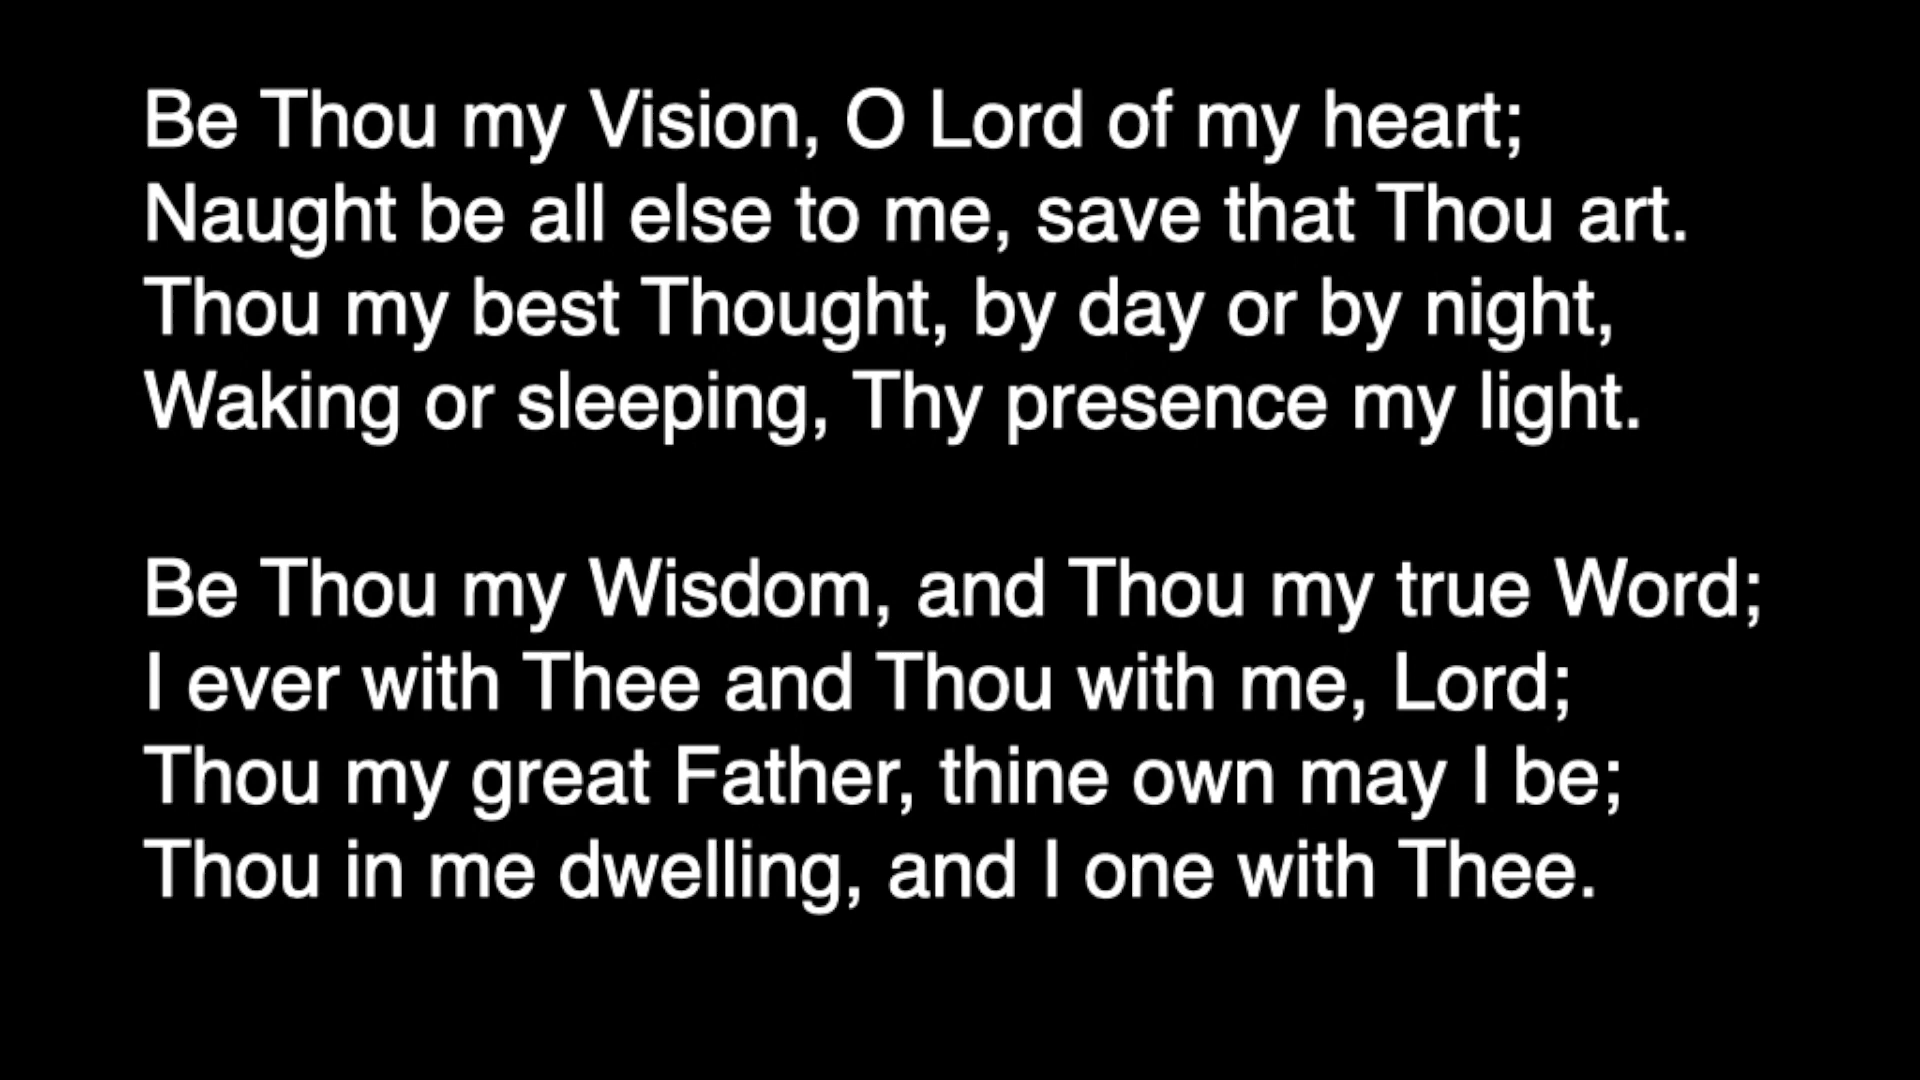 Be Thou my Vision, O Lord of my heart;
Naught be all else to me, save that Thou art.
Thou my best Thought, by day or by night,
Waking or sleeping, Thy presence my light.
Be Thou my Wisdom, and Thou my true Word;
I ever with Thee and Thou with me, Lord;
Thou my great Father, thine own may I be;
Thou in me dwelling, and I one with Thee.